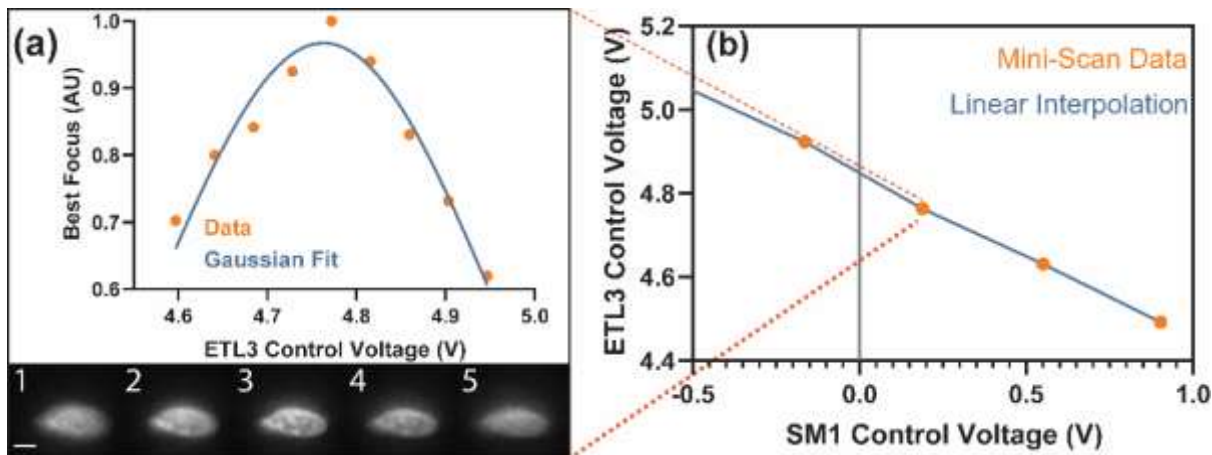 (a)
Best Focus (AU)
1.0
0.9
0.8
0.7
0.6
Data
Gaussian Fit
4.6 4.7 4.8 4.9 5.0
ETL3 Control Voltage (V)
1 2 3 4 5
(b)
ETL3 Control Voltage (V)
5.2
5.0
4.8
4.6
4.4
Mini-Scan Data
Linear Interpolation
-0.5 0.0 0.5 1.0
SM1 Control Voltage (V)